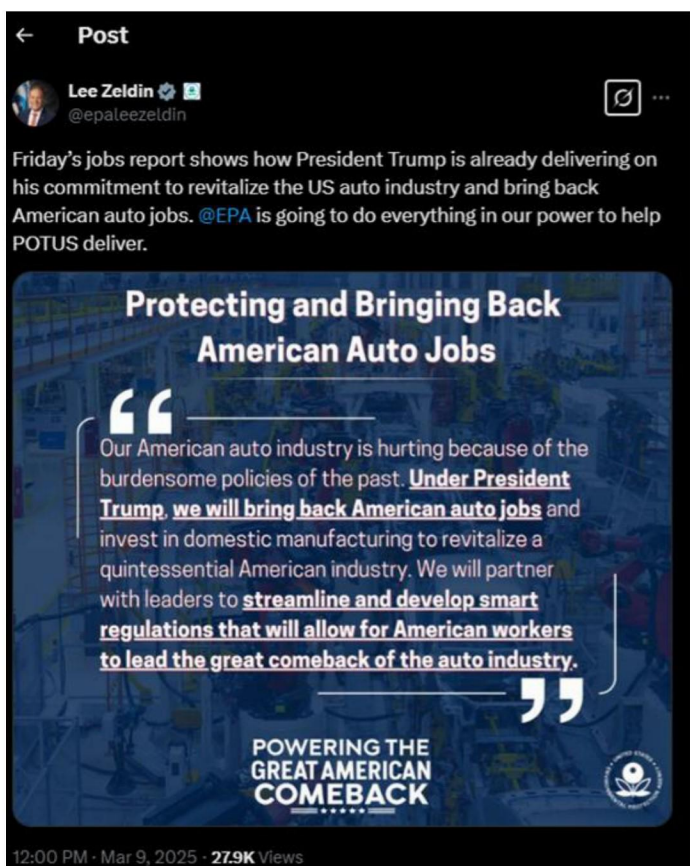 Post
Lee Zeldin
@epaleezeldin
Friday's jobs report shows how President Trump is already delivering on
his commitment to revitalize the US auto industry and bring back
American auto jobs. @EPA is going to do everything in our power to help
POTUS deliver.
Protecting and Bringing Back
American Auto Jobs
“
Our American auto industry is hurting because of the
burdensome policies of the past. Under President
Trump, we will bring back American auto jobs and
invest in domestic manufacturing to revitalize a
quintessential American industry. We will partner
with leaders to streamline and develop smart
regulations that will allow for American workers
to lead the great comeback of the auto industry.
”
POWERING THE
GREAT AMERICAN
COMEBACK
12:00 PM · Mar 9, 2025 · 27.9K Views